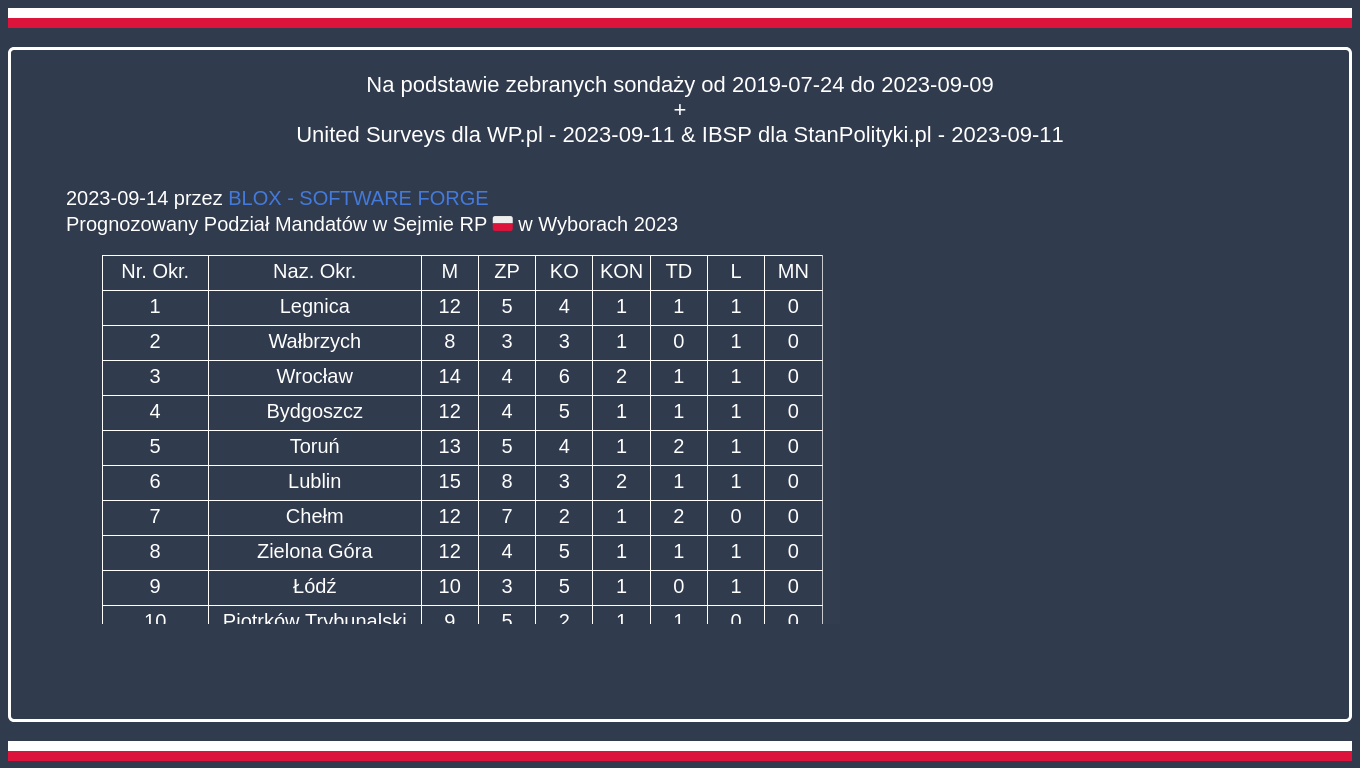 Na podstawie zebranych sondaży od 2019-07-24 do 2023-09-09
+
United Surveys dla WP.pl - 2023-09-11 & IBSP dla StanPolityki.pl - 2023-09-11
2023-09-14 przez BLOX - SOFTWARE FORGE
Prognozowany Podział Mandatów w Sejmie RP 🇵🇱 w Wyborach 2023
Nr. Okr. Naz. Okr. M ZP KO KON TD L MN
1 Legnica 12 5 4 1 1 1 0
2 Wałbrzych 8 3 3 1 0 1 0
3 Wrocław 14 4 6 2 1 1 0
4 Bydgoszcz 12 4 5 1 1 1 0
5 Toruń 13 5 4 1 2 1 0
6 Lublin 15 8 3 2 1 1 0
7 Chełm 12 7 2 1 2 0 0
8 Zielona Góra 12 4 5 1 1 1 0
9 Łódź 10 3 5 1 0 1 0
10 Piotrków Trybunalski 9 5 2 1 1 0 0